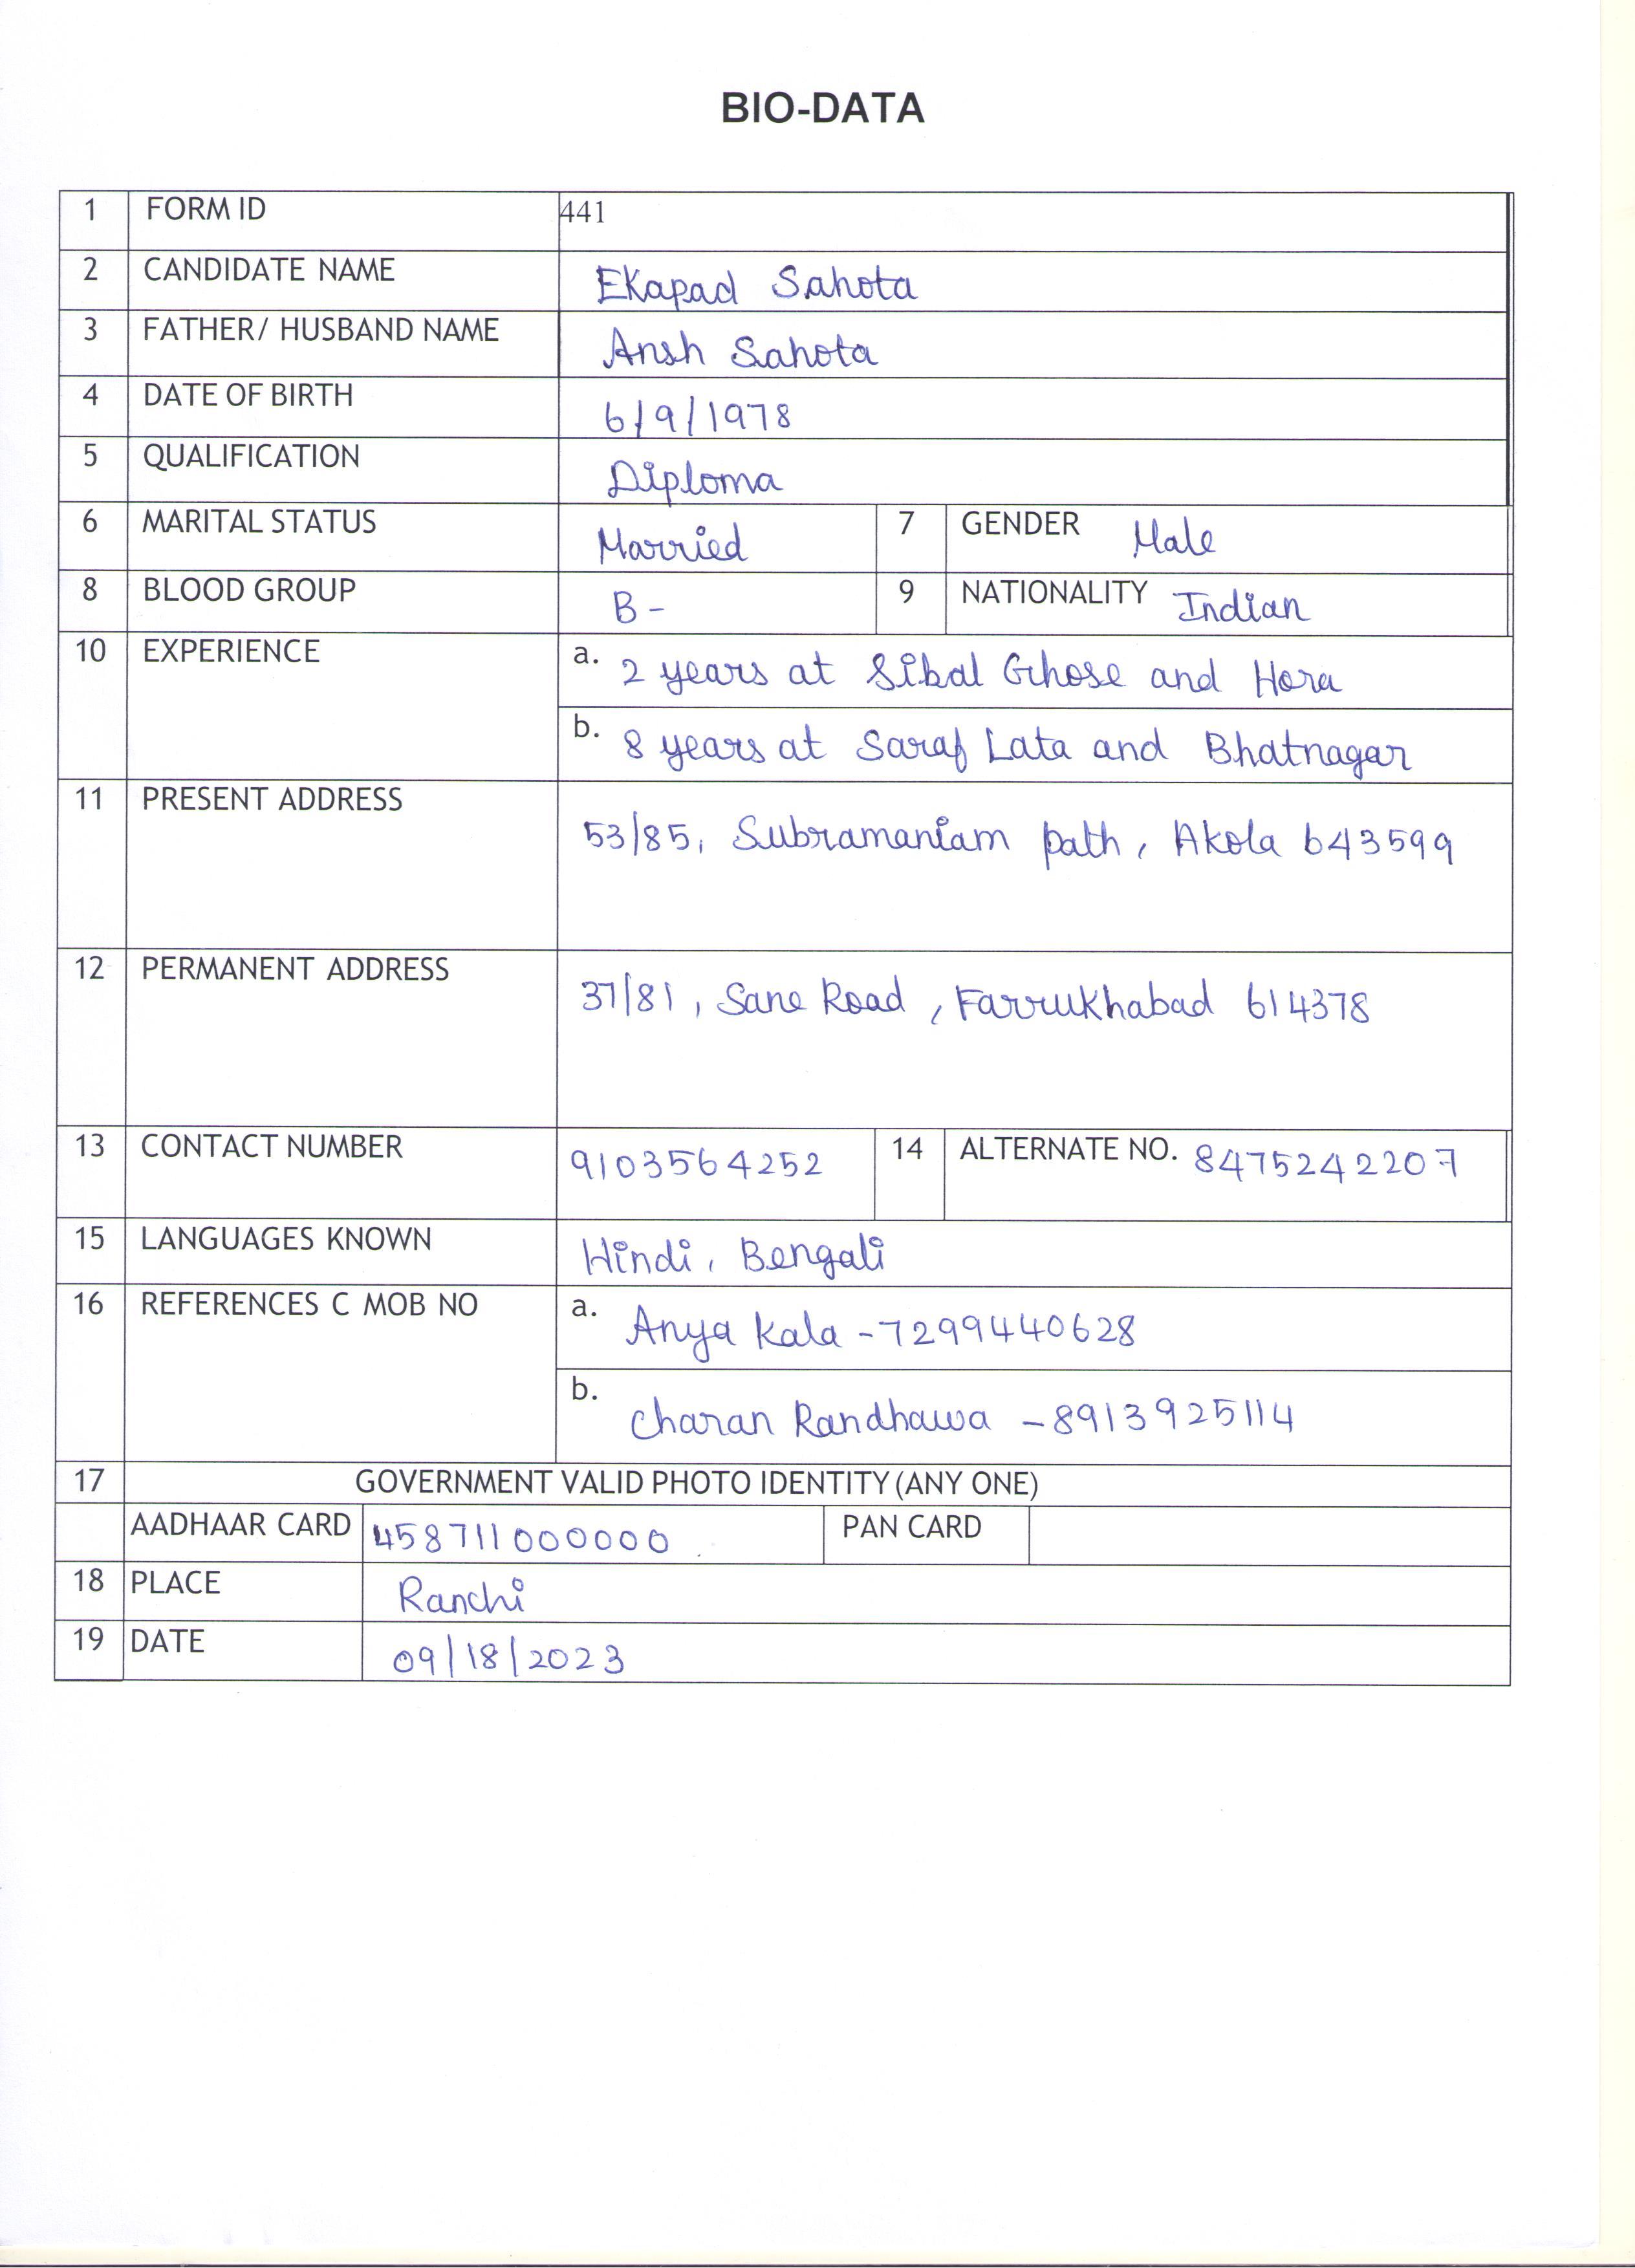 BIO-DATA
1 FORM ID 441
2 CANDIDATE NAME Ekapad Sahota
3 FATHER/ HUSBAND NAME Ansh Sahota
4 DATE OF BIRTH 6/9/1978
5 QUALIFICATION Diploma
6 MARITAL STATUS Married 7 GENDER Male
8 BLOOD GROUP B- 9 NATIONALITY Indian
10 EXPERIENCE a. 2 years at Sibal Ghose and Hora
b. 8 years at Saraf Lata and Bhatnagar
11 PRESENT ADDRESS 53/85, Subramaniam path, Akola 643599
12 PERMANENT ADDRESS 37/81, Sane Road, Farrukhabad 614378
13 CONTACT NUMBER 9103564252 14 ALTERNATE NO. 8475242207
15 LANGUAGES KNOWN Hindi, Bengali
16 REFERENCES C MOB NO a. Anya Kala -7299440628
b. Charan Randhawa -8913925114
17 GOVERNMENT VALID PHOTO IDENTITY (ANY ONE)
AADHAAR CARD 458711000000 PAN CARD
18 PLACE Ranchi
19 DATE 09/18/2023